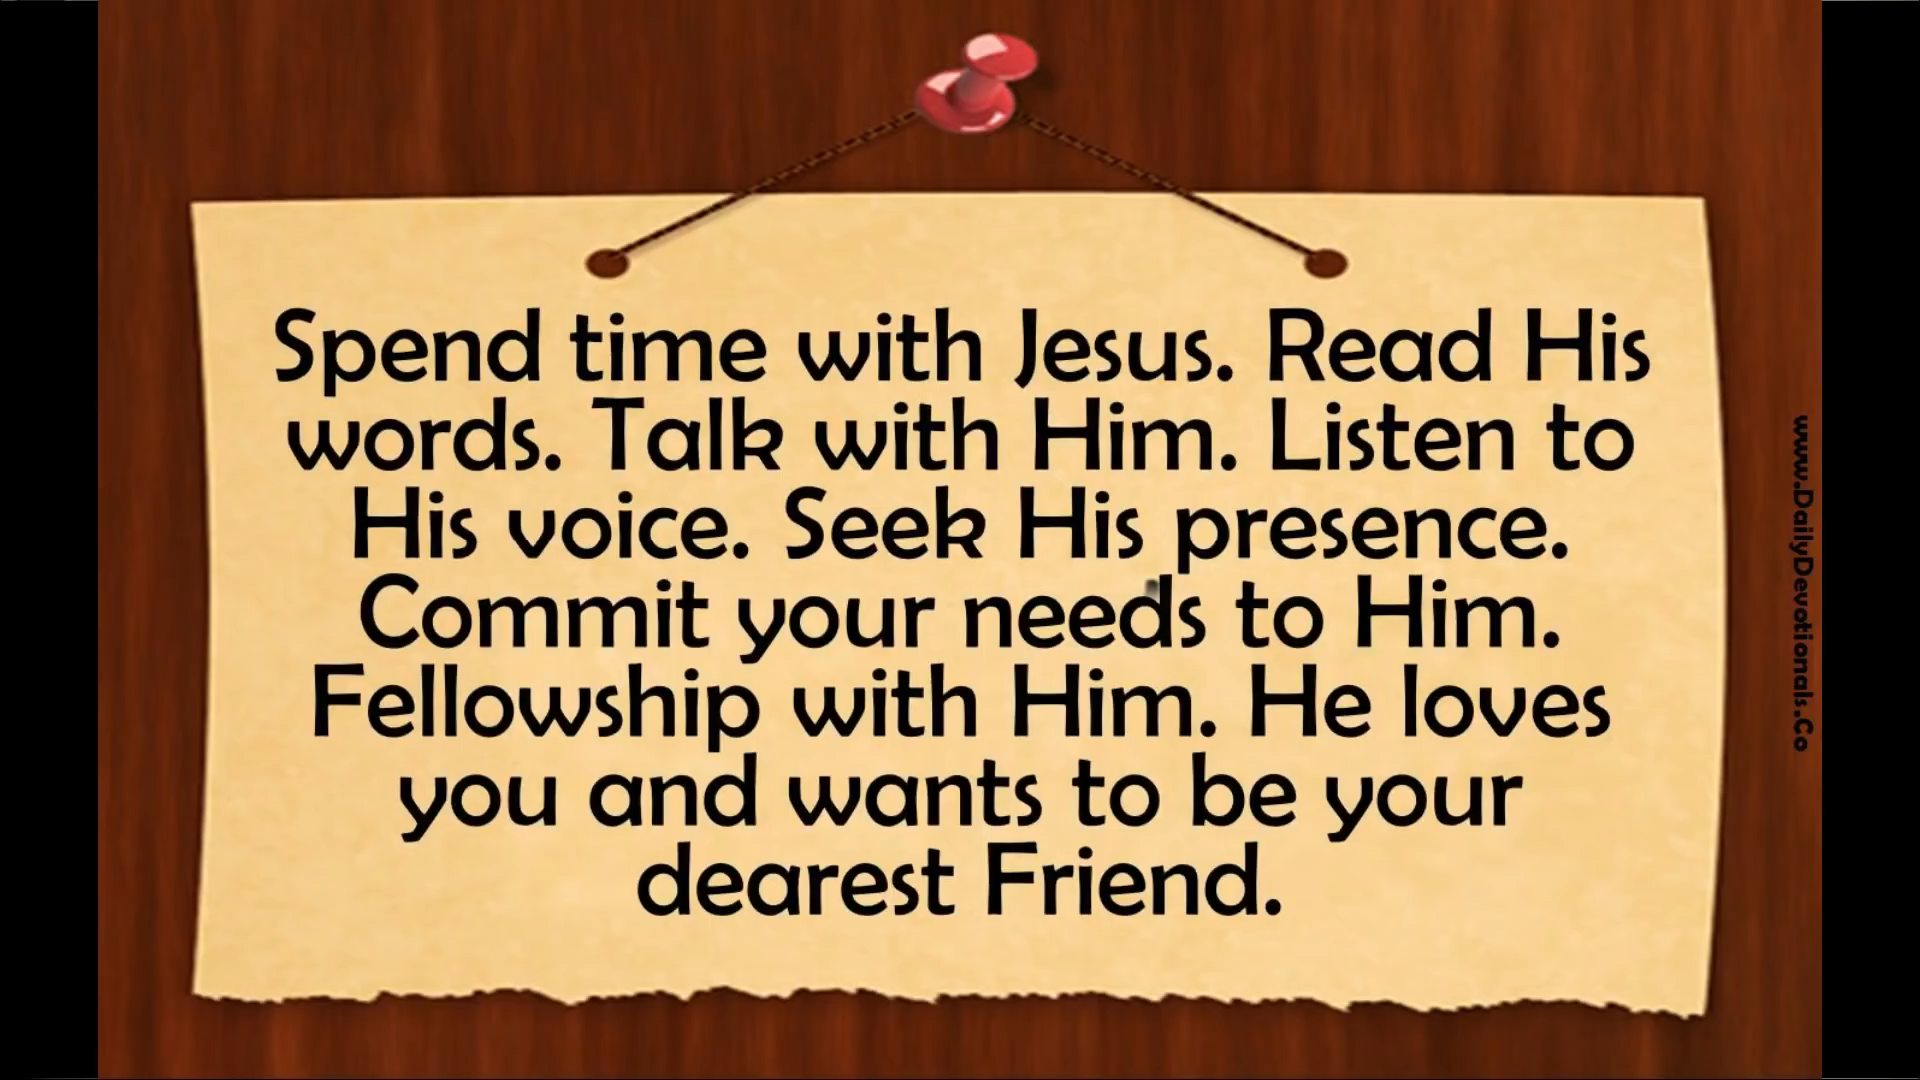 Spend time with Jesus. Read His
words. Talk with Him. Listen to
His voice. Seek His presence.
Commit your needs to Him.
Fellowship with Him. He loves
you and wants to be your
dearest Friend.
www.DailyDevotionals.Co